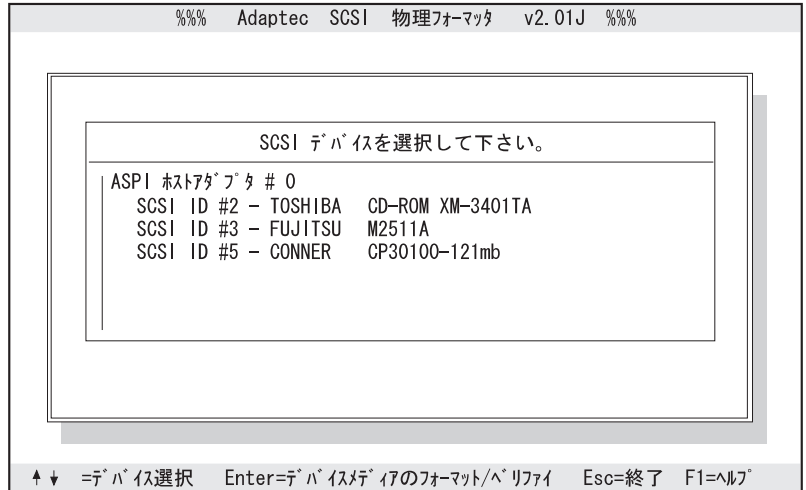 %%% Adaptec SCSI 物理ﾌｫｰﾏｯﾀ v2.01J %%%
SCSI ﾃﾞﾊﾞｲｽを選択して下さい。
ASPI ﾎｽﾄｱﾀﾞﾌﾟﾀ # 0
SCSI ID #2 – TOSHIBA CD-ROM XM-3401TA
SCSI ID #3 – FUJITSU M2511A
SCSI ID #5 – CONNER CP30100-121mb
↑↓ =ﾃﾞﾊﾞｲｽ選択 Enter=ﾃﾞﾊﾞｲｽﾒﾃﾞｨｱのﾌｫｰﾏｯﾄ/ﾍﾞﾘﾌｧｲ Esc=終了 F1=ﾍﾙﾌﾟ